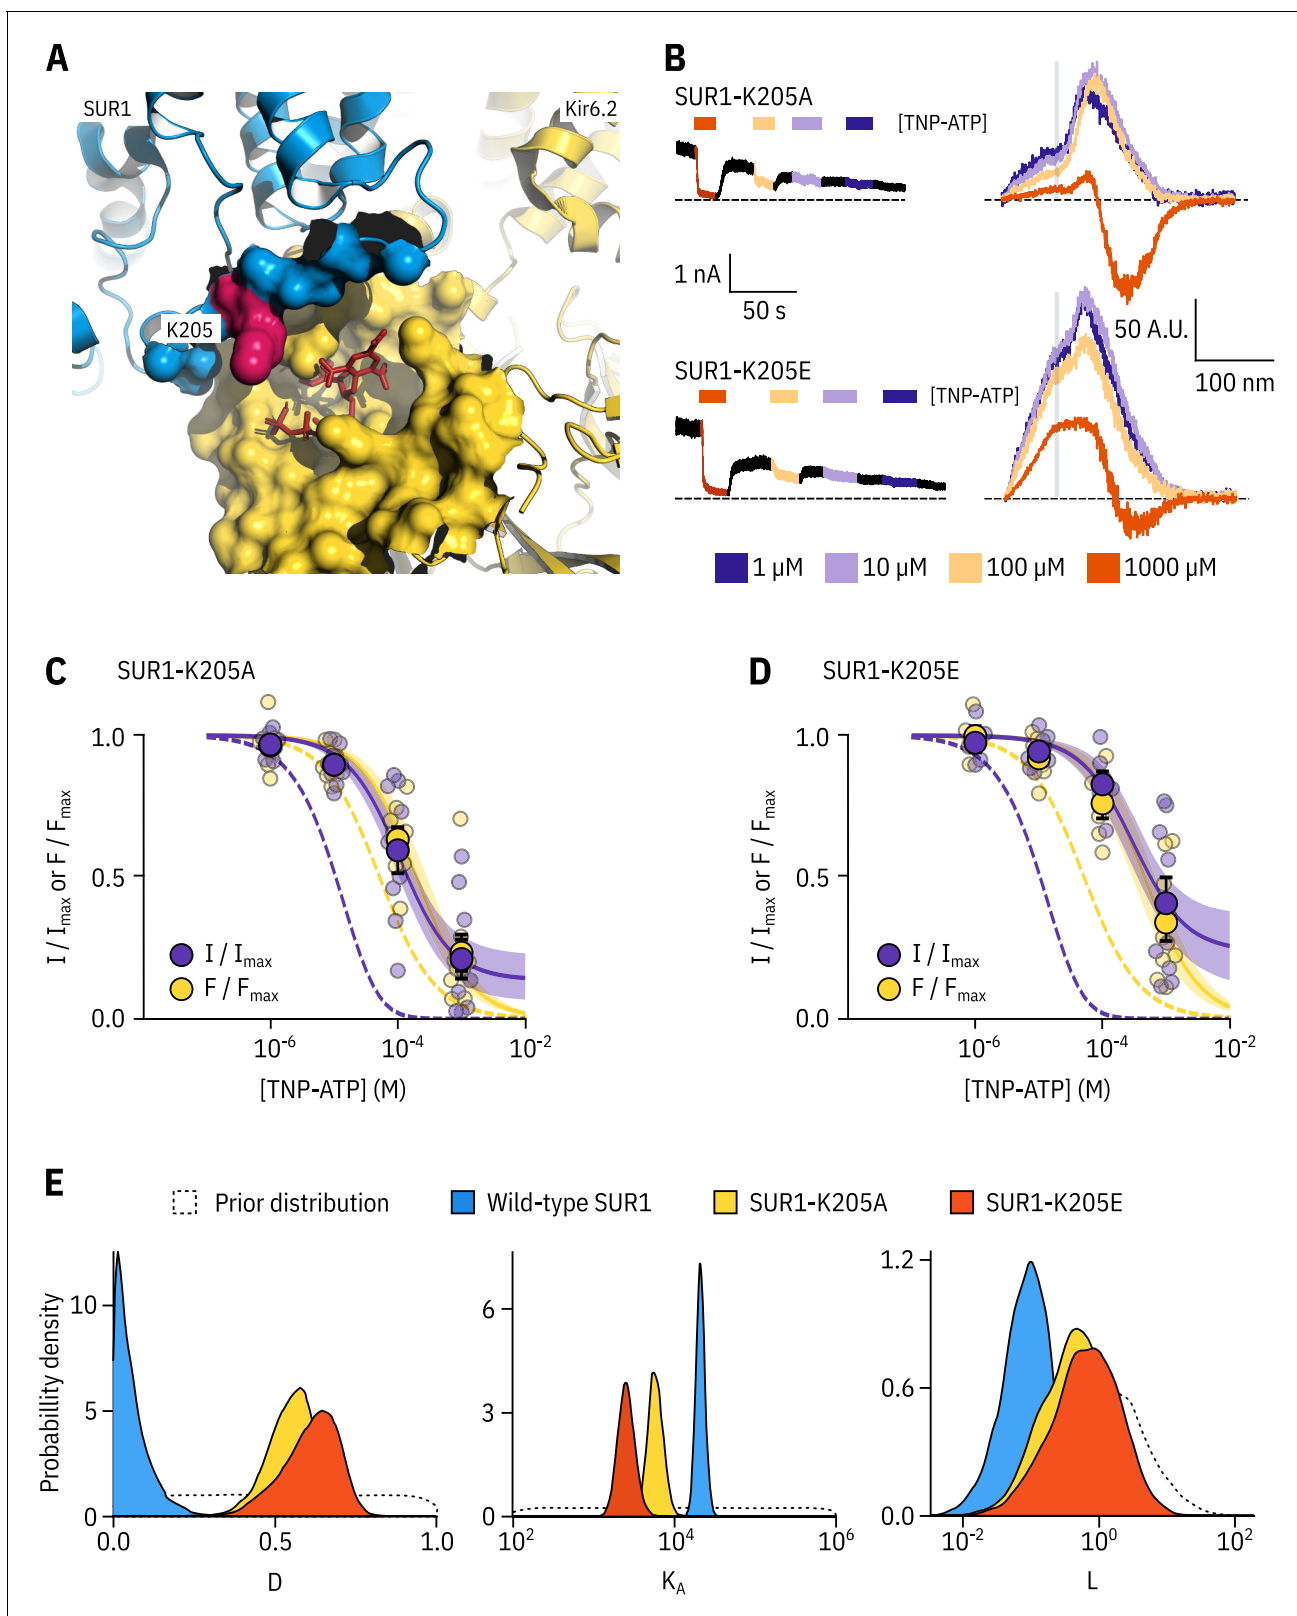 A
SUR1
Kir6.2
K205
B
SUR1-K205A
[TNP-ATP]
1 nA
50 s
SUR1-K205E
[TNP-ATP]
50 A.U.
100 nm
1 µM
10 µM
100 µM
1000 µM
C
SUR1-K205A
I / Imax or F / Fmax
1.0
0.5
0.0
I / Imax
F / Fmax
10-6
10-4
10-2
[TNP-ATP] (M)
D
SUR1-K205E
I / Imax or F / Fmax
1.0
0.5
0.0
I / Imax
F / Fmax
10-6
10-4
10-2
[TNP-ATP] (M)
E
Prior distribution
Wild-type SUR1
SUR1-K205A
SUR1-K205E
Probabillity density
10
5
0
0.0
0.5
1.0
D
6
3
0
10²
10⁴
10⁶
KA
1.2
0.6
0.0
10-2
10⁰
10²
L